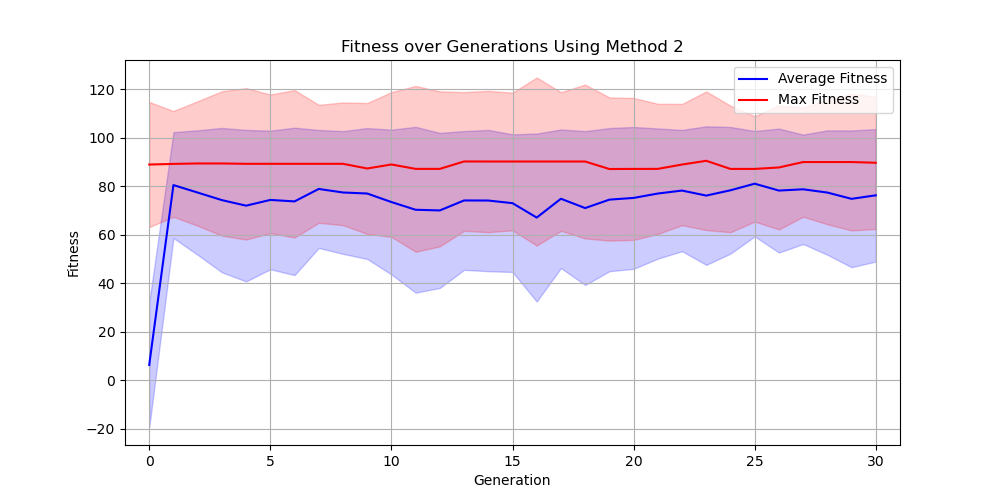 Fitness over Generations Using Method 2
Average Fitness
Max Fitness
120
100
80
60
40
20
0
−20
Fitness
0 5 10 15 20 25 30
Generation